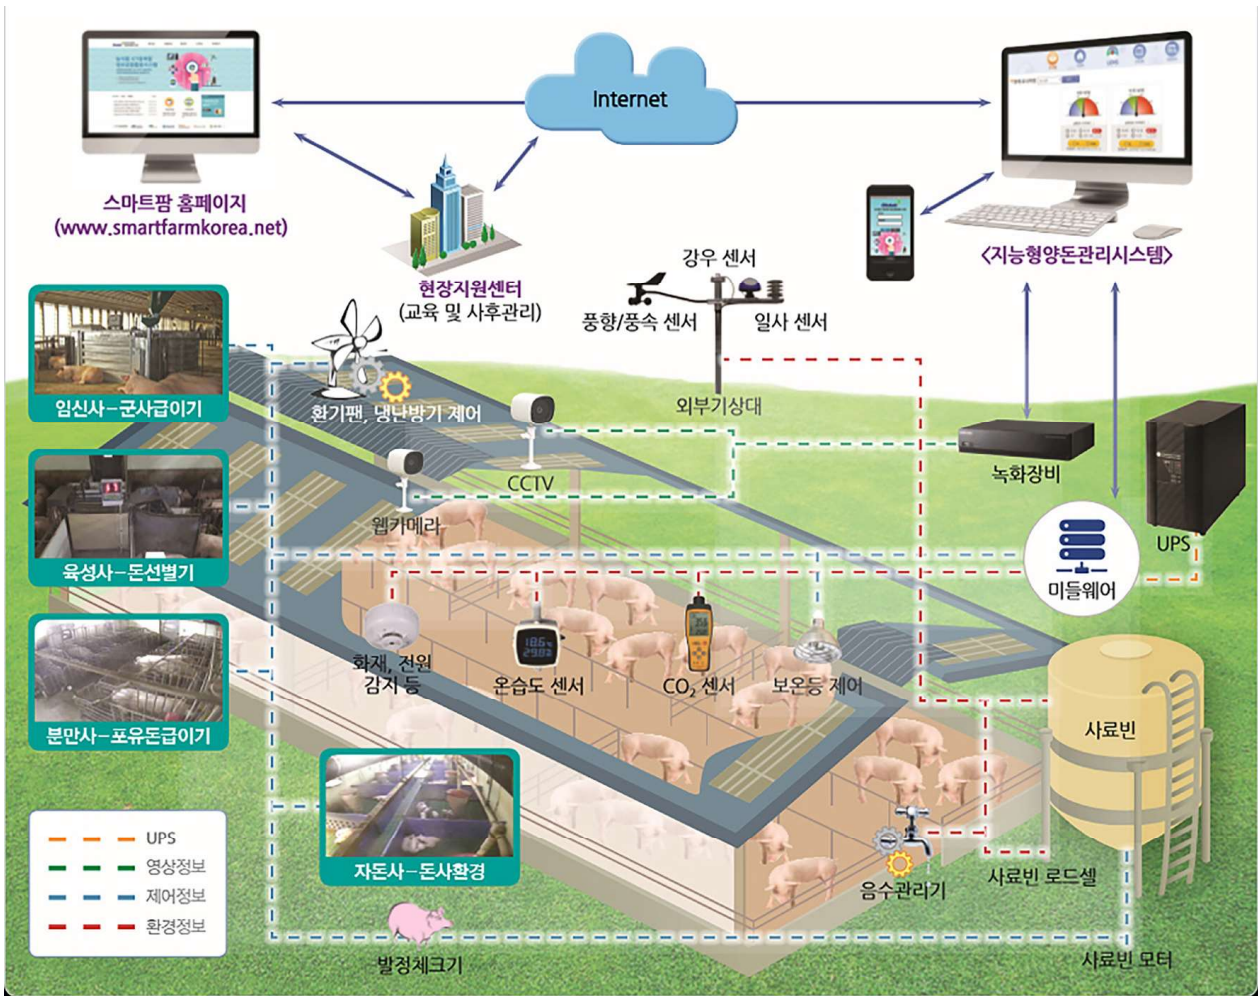 Internet
스마트팜 홈페이지
(www.smartfarmkorea.net)
현장지원센터
(교육 및 사후관리)
<지능형양돈관리시스템>
강우 센서
풍향/풍속 센서
일사 센서
외부기상대
임신사-군사급이기
환기팬, 냉난방기 제어
CCTV
웹카메라
녹화장비
UPS
미들웨어
육성사-돈선별기
화재, 전원
감지 등
온습도 센서
CO₂ 센서
보온등 제어
분만사-포유돈급이기
사료빈
자돈사-돈사환경
음수관리기
사료빈 로드셀
사료빈 모터
발정체크기
UPS
영상정보
제어정보
환경정보